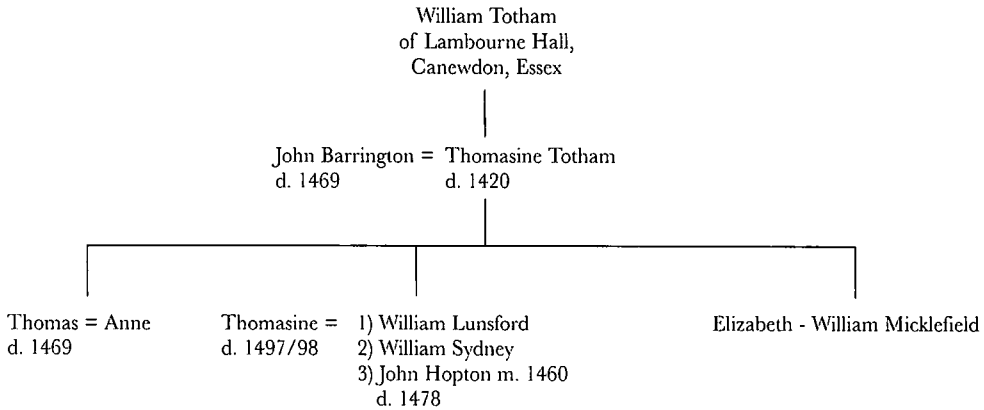 William Totham
of Lambourne Hall,
Canewdon, Essex
John Barrington = Thomasine Totham
d. 1469 d. 1420
Thomas = Anne
d. 1469
Thomasine = 1) William Lunsford
d. 1497/98 2) William Sydney
3) John Hopton m. 1460
d. 1478
Elizabeth - William Micklefield